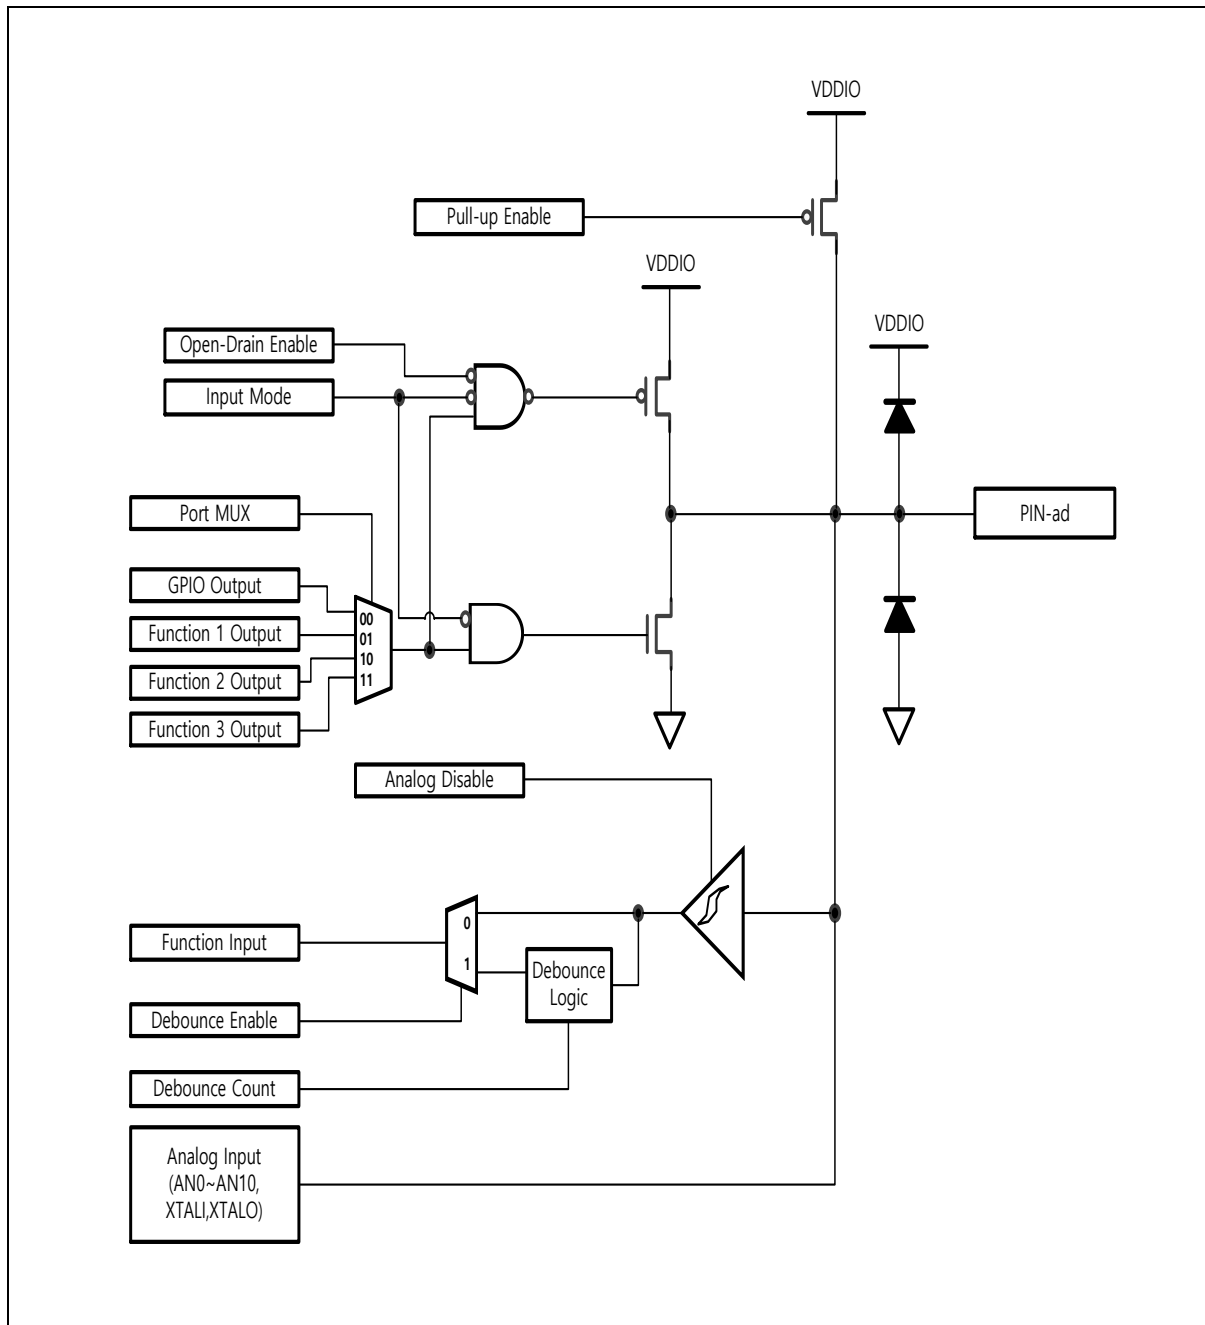 VDDIO
Pull-up Enable
VDDIO
VDDIO
Open-Drain Enable
Input Mode
Port MUX
PIN-ad
GPIO Output
Function 1 Output
Function 2 Output
Function 3 Output
00
01
10
11
Analog Disable
Function Input
0
1
Debounce
Logic
Debounce Enable
Debounce Count
Analog Input
(AN0~AN10,
XTALI,XTALO)